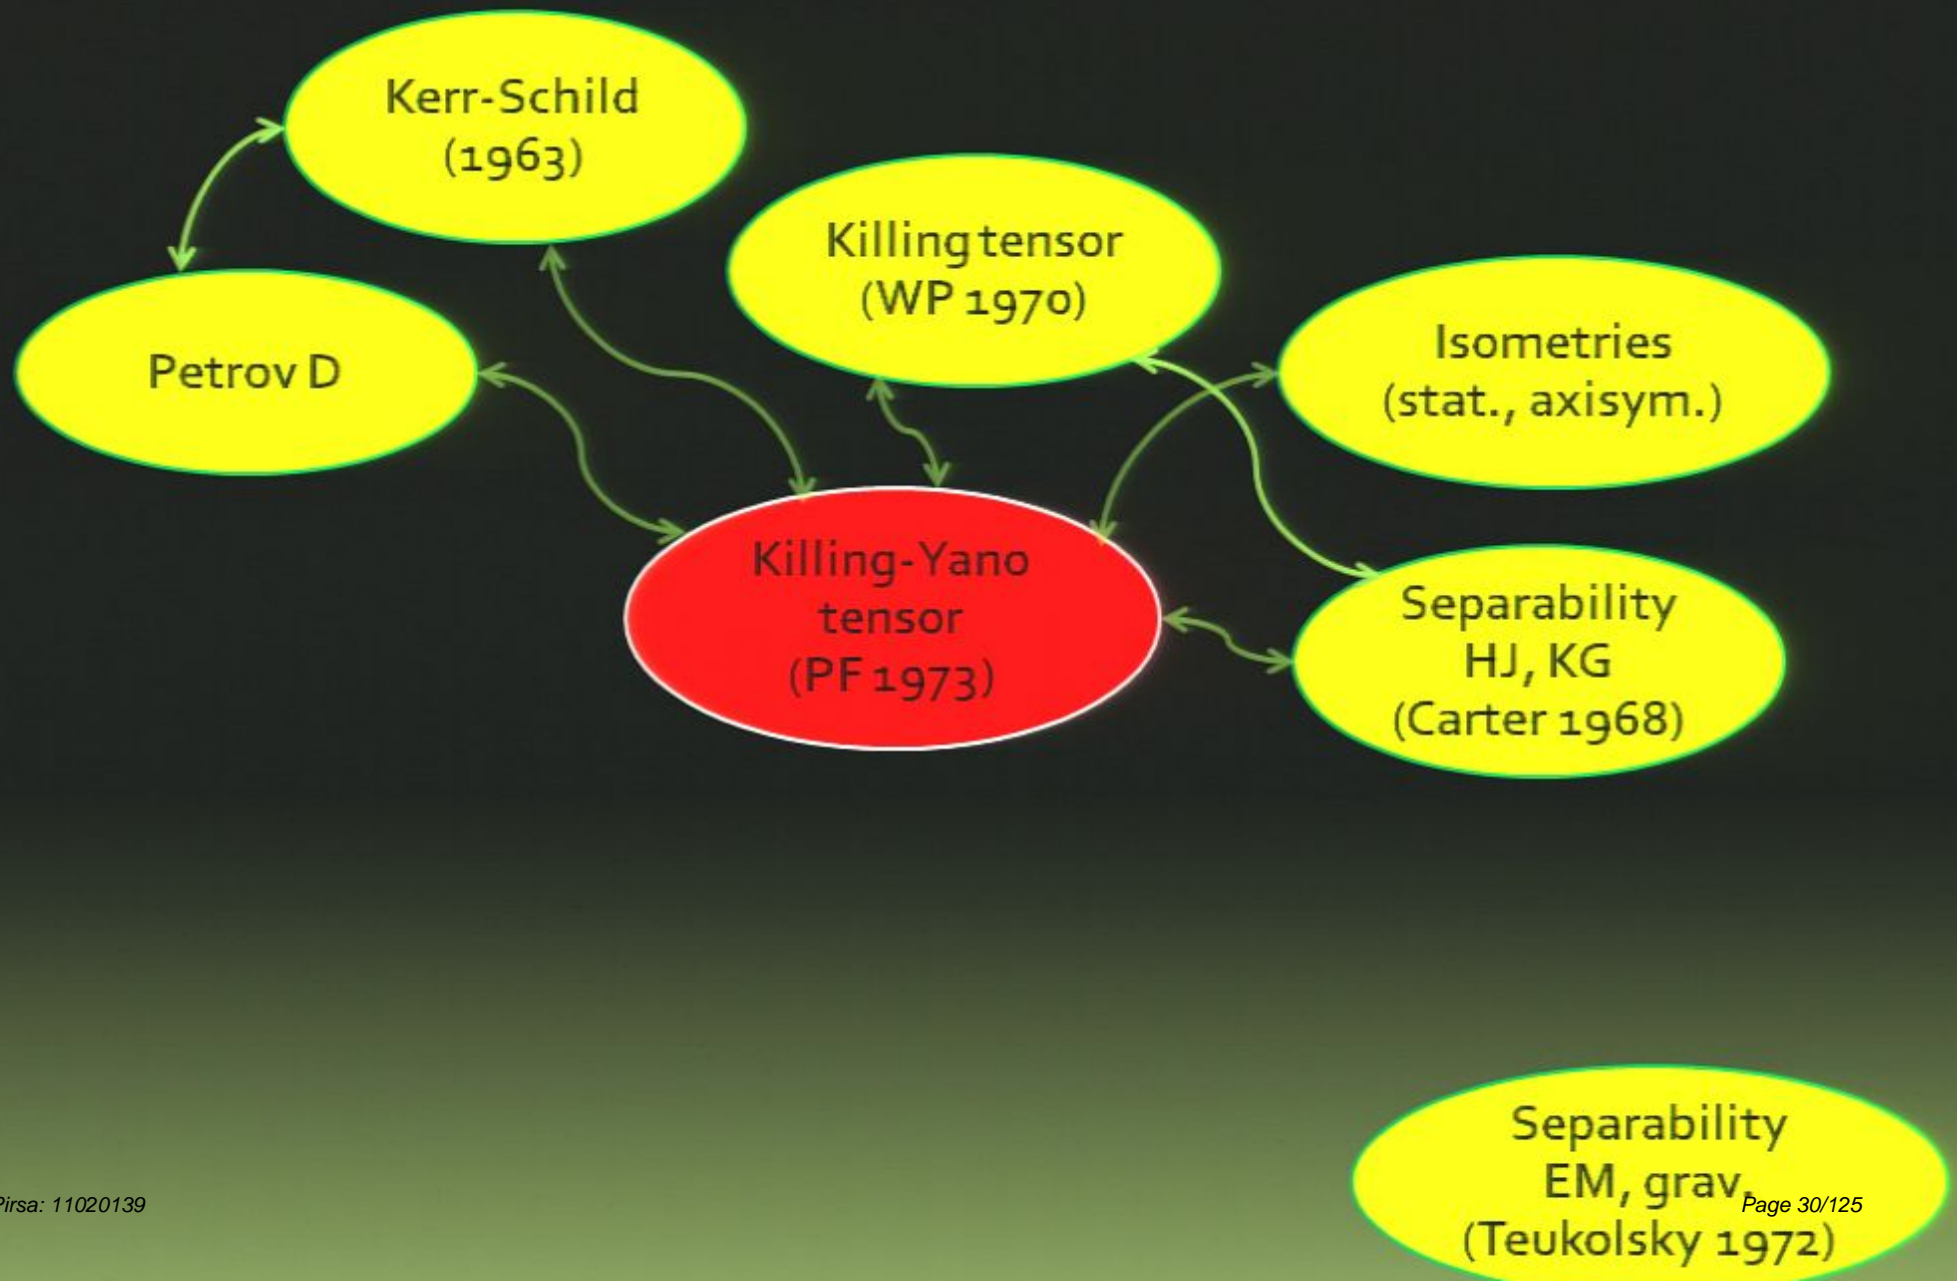 Kerr-Schild
(1963)
Killing tensor
(WP 1970)
Isometries
(stat., axisym.)
Petrov D
Killing-Yano
tensor
(PF 1973)
Separability
HJ, KG
(Carter 1968)
Separability
EM, grav.
(Teukolsky 1972)
Pirsa: 11020139
Page 30/125